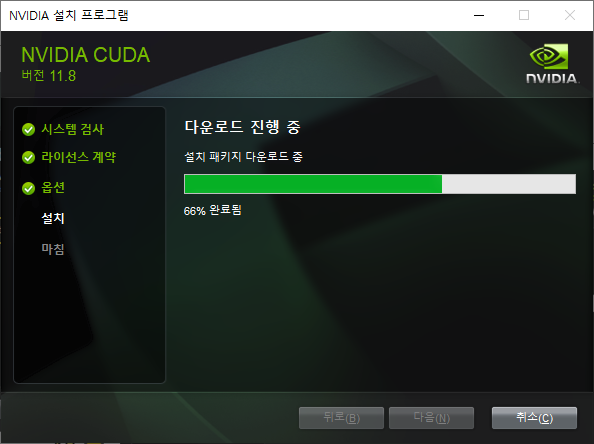 NVIDIA 설치 프로그램
NVIDIA CUDA
버전 11.8
NVIDIA.
시스템 검사
라이선스 계약
옵션
설치
마침
다운로드 진행 중
설치 패키지 다운로드 중
66% 완료됨
뒤로(B)
다음(N)
취소(C)